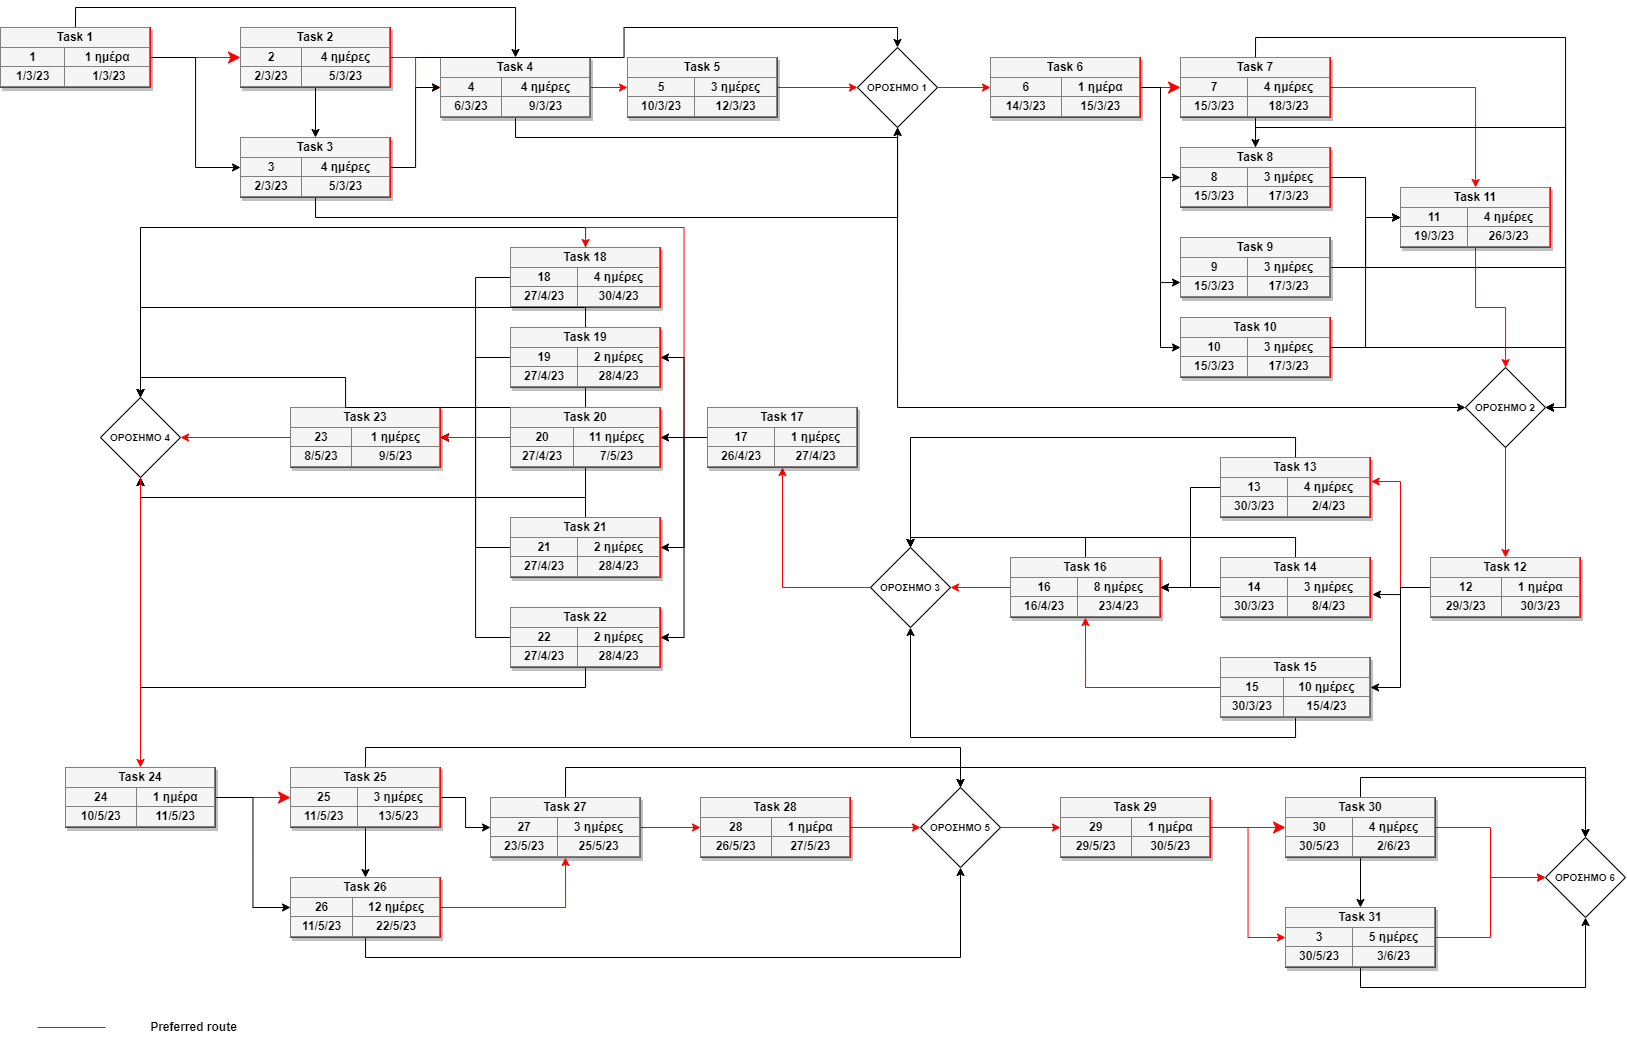 Task 1
1 1 ημέρα
1/3/23 1/3/23
Task 2
2 4 ημέρες
2/3/23 5/3/23
Task 3
3 4 ημέρες
2/3/23 5/3/23
Task 4
4 4 ημέρες
6/3/23 9/3/23
Task 5
5 3 ημέρες
10/3/23 12/3/23
ΟΡΟΣΗΜΟ 1
Task 6
6 1 ημέρα
14/3/23 15/3/23
Task 7
7 4 ημέρες
15/3/23 18/3/23
Task 8
8 3 ημέρες
15/3/23 17/3/23
Task 9
9 3 ημέρες
15/3/23 17/3/23
Task 10
10 3 ημέρες
15/3/23 17/3/23
Task 11
11 4 ημέρες
19/3/23 26/3/23
ΟΡΟΣΗΜΟ 2
Task 12
12 1 ημέρα
29/3/23 30/3/23
Task 13
13 4 ημέρες
30/3/23 2/4/23
Task 14
14 3 ημέρες
30/3/23 8/4/23
Task 15
15 10 ημέρες
30/3/23 15/4/23
Task 16
16 8 ημέρες
16/4/23 23/4/23
ΟΡΟΣΗΜΟ 3
Task 17
17 1 ημέρες
26/4/23 27/4/23
Task 18
18 4 ημέρες
27/4/23 30/4/23
Task 19
19 2 ημέρες
27/4/23 28/4/23
Task 20
20 11 ημέρες
27/4/23 7/5/23
Task 21
21 2 ημέρες
27/4/23 28/4/23
Task 22
22 2 ημέρες
27/4/23 28/4/23
Task 23
23 1 ημέρες
8/5/23 9/5/23
ΟΡΟΣΗΜΟ 4
Task 24
24 1 ημέρα
10/5/23 11/5/23
Task 25
25 3 ημέρες
11/5/23 13/5/23
Task 26
26 12 ημέρες
11/5/23 22/5/23
Task 27
27 3 ημέρες
23/5/23 25/5/23
Task 28
28 1 ημέρα
26/5/23 27/5/23
ΟΡΟΣΗΜΟ 5
Task 29
29 1 ημέρα
29/5/23 30/5/23
Task 30
30 4 ημέρες
30/5/23 2/6/23
Task 31
3 5 ημέρες
30/5/23 3/6/23
ΟΡΟΣΗΜΟ 6
Preferred route